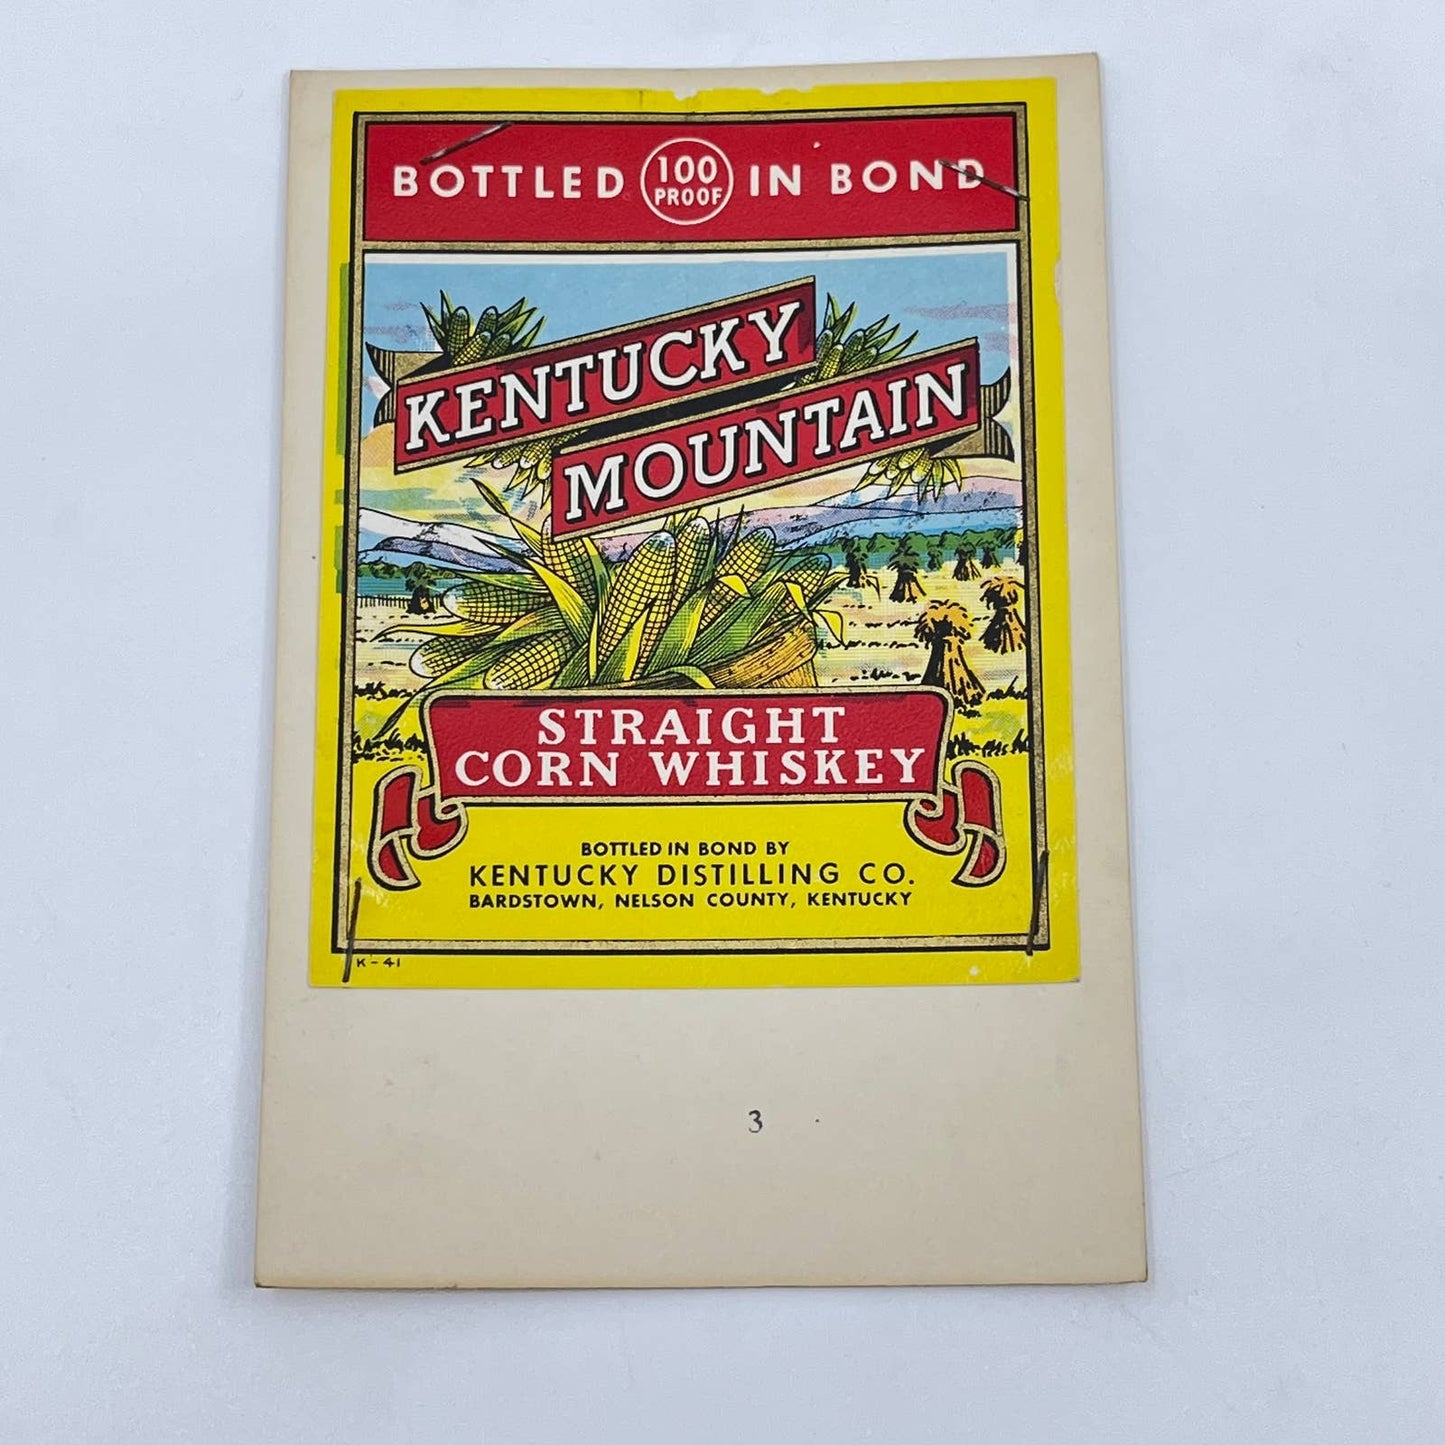 BOTTLED 100 PROOF IN BOND
KENTUCKY
MOUNTAIN
STRAIGHT
CORN WHISKEY
BOTTLED IN BOND BY
KENTUCKY DISTILLING CO.
BARDSTOWN, NELSON COUNTY, KENTUCKY
K-41
3